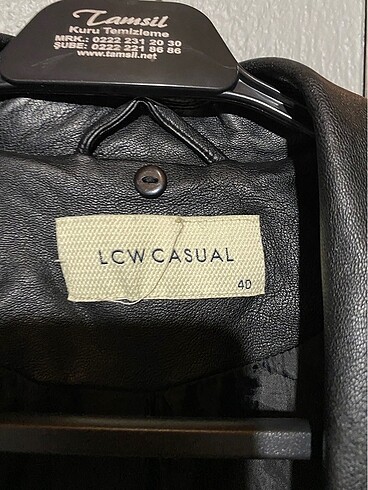 Tamsil
Kuru Temizleme
MRK.: 0222 231 20 30
ŞUBE: 0222 221 86 86
www.tamsil.net
LCW CASUAL
40